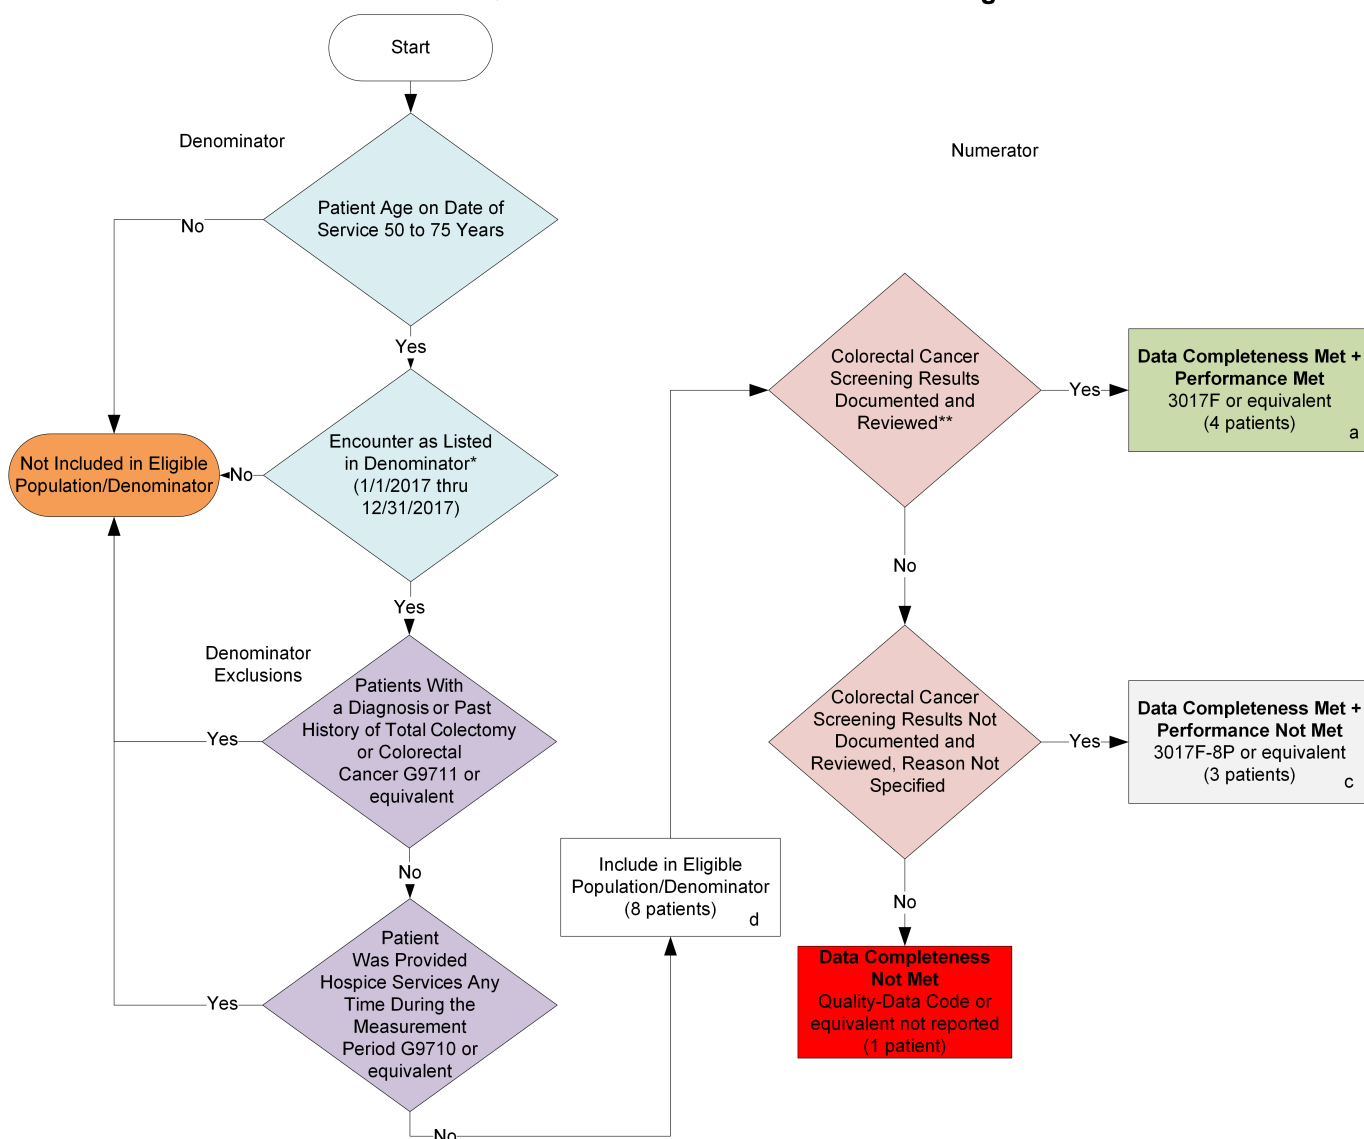 Start
Denominator
Numerator
Patient Age on Date of
Service 50 to 75 Years
No
Yes
Encounter as Listed
in Denominator*
(1/1/2017 thru
12/31/2017)
No
Not Included in Eligible
Population/Denominator
Yes
Denominator
Exclusions
Patients With
a Diagnosis or Past
History of Total Colectomy
or Colorectal
Cancer G9711 or
equivalent
Yes
No
Patient
Was Provided
Hospice Services Any
Time During the
Measurement
Period G9710 or
equivalent
Yes
No
Include in Eligible
Population/Denominator
(8 patients)
d
Colorectal Cancer
Screening Results
Documented and
Reviewed**
Yes
Data Completeness Met +
Performance Met
3017F or equivalent
(4 patients)
a
No
Colorectal Cancer
Screening Results Not
Documented and
Reviewed, Reason Not
Specified
Yes
Data Completeness Met +
Performance Not Met
3017F-8P or equivalent
(3 patients)
c
No
Data Completeness
Not Met
Quality-Data Code or
equivalent not reported
(1 patient)